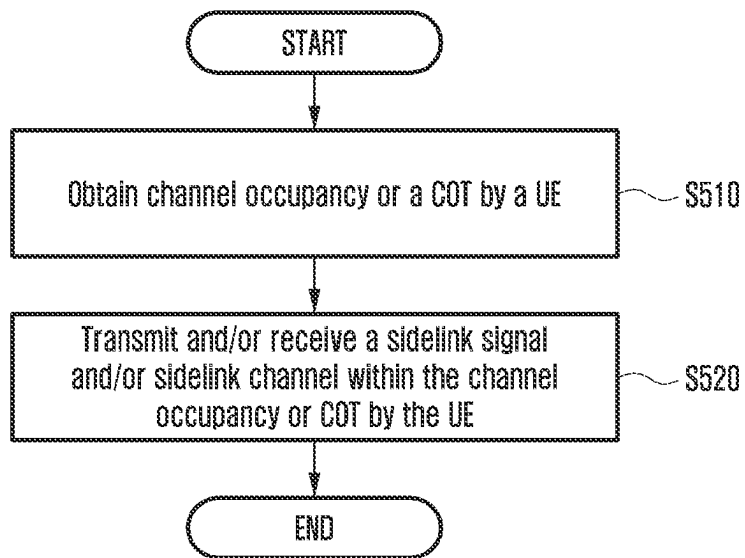 START
Obtain channel occupancy or a COT by a UE
S510
Transmit and/or receive a sidelink signal
and/or sidelink channel within the channel
occupancy or COT by the UE
S520
END